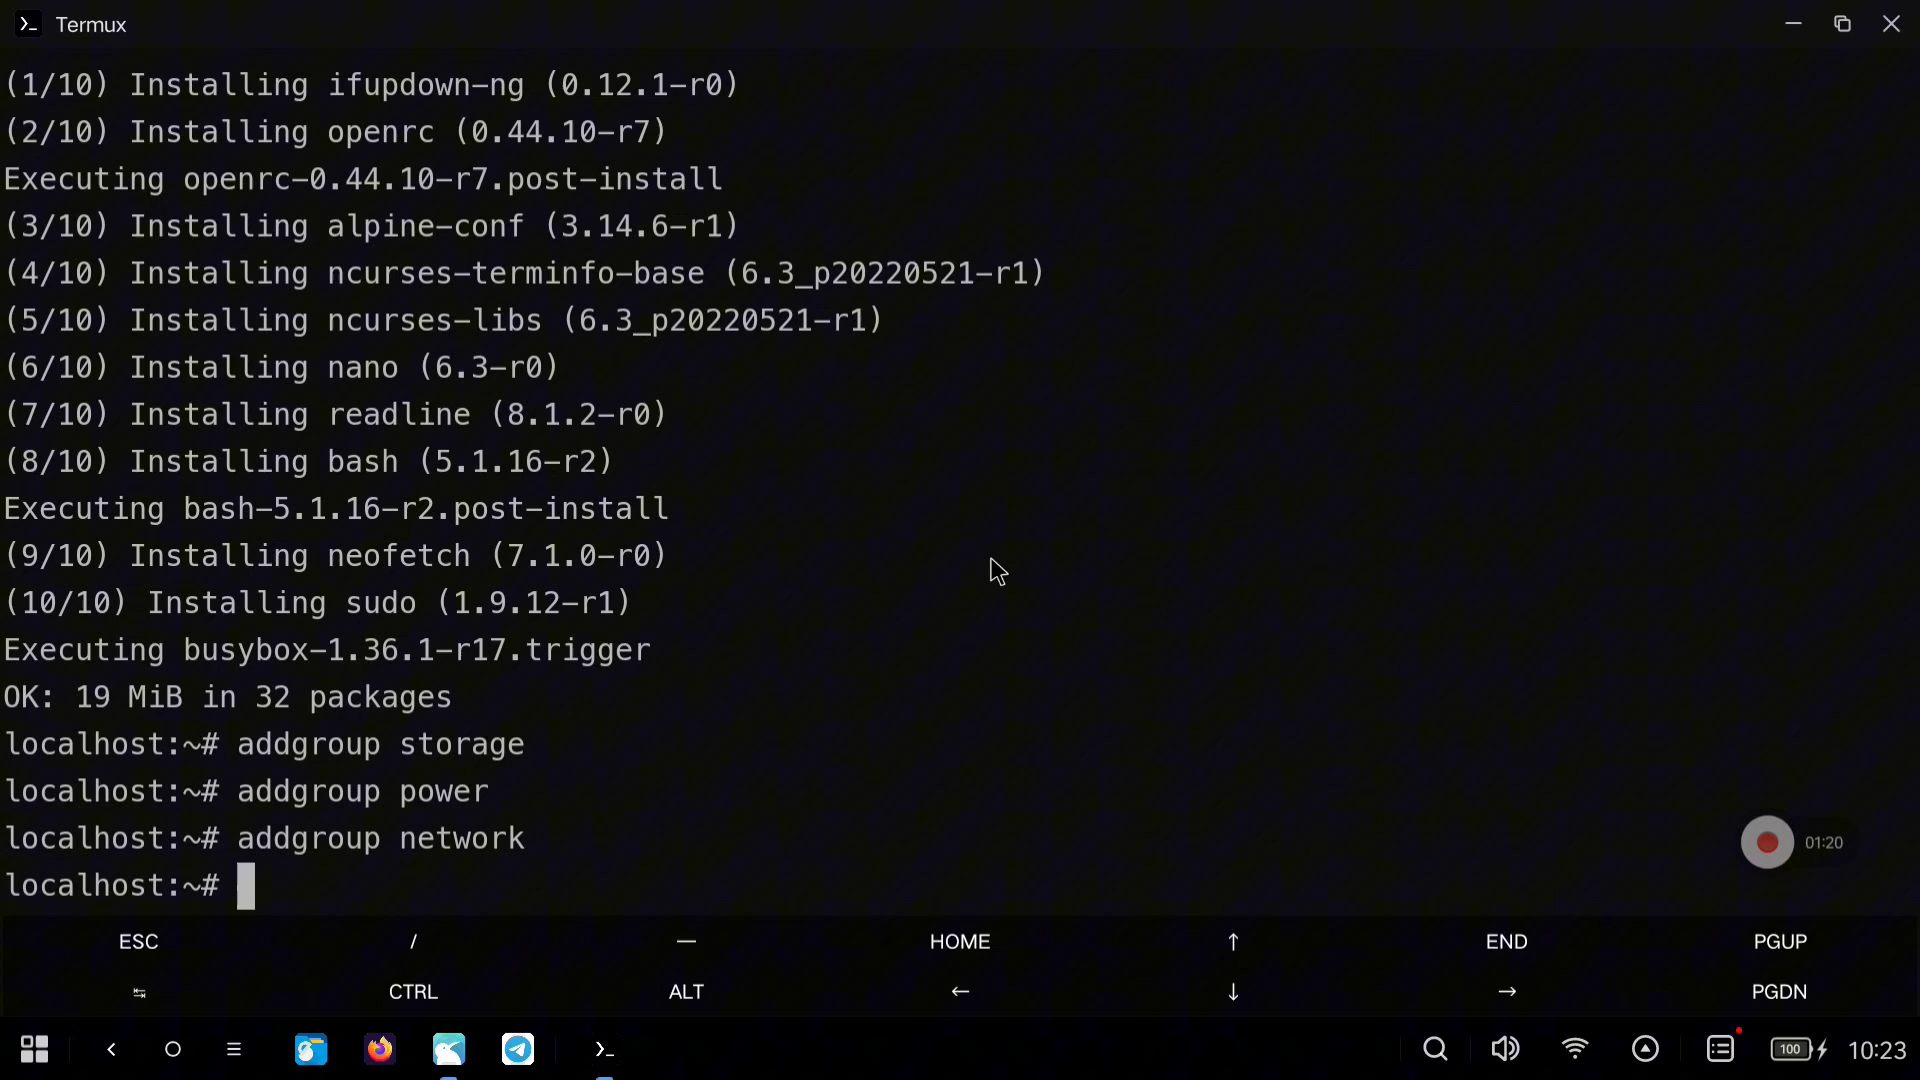 Termux
(1/10) Installing ifupdown-ng (0.12.1-r0)
(2/10) Installing openrc (0.44.10-r7)
Executing openrc-0.44.10-r7.post-install
(3/10) Installing alpine-conf (3.14.6-r1)
(4/10) Installing ncurses-terminfo-base (6.3_p20220521-r1)
(5/10) Installing ncurses-libs (6.3_p20220521-r1)
(6/10) Installing nano (6.3-r0)
(7/10) Installing readline (8.1.2-r0)
(8/10) Installing bash (5.1.16-r2)
Executing bash-5.1.16-r2.post-install
(9/10) Installing neofetch (7.1.0-r0)
(10/10) Installing sudo (1.9.12-r1)
Executing busybox-1.36.1-r17.trigger
OK: 19 MiB in 32 packages
localhost:~# addgroup storage
localhost:~# addgroup power
localhost:~# addgroup network
01:20
localhost:~#
ESC / — HOME ↑ END PGUP
↹ CTRL ALT ← ↓ → PGDN
100 10:23